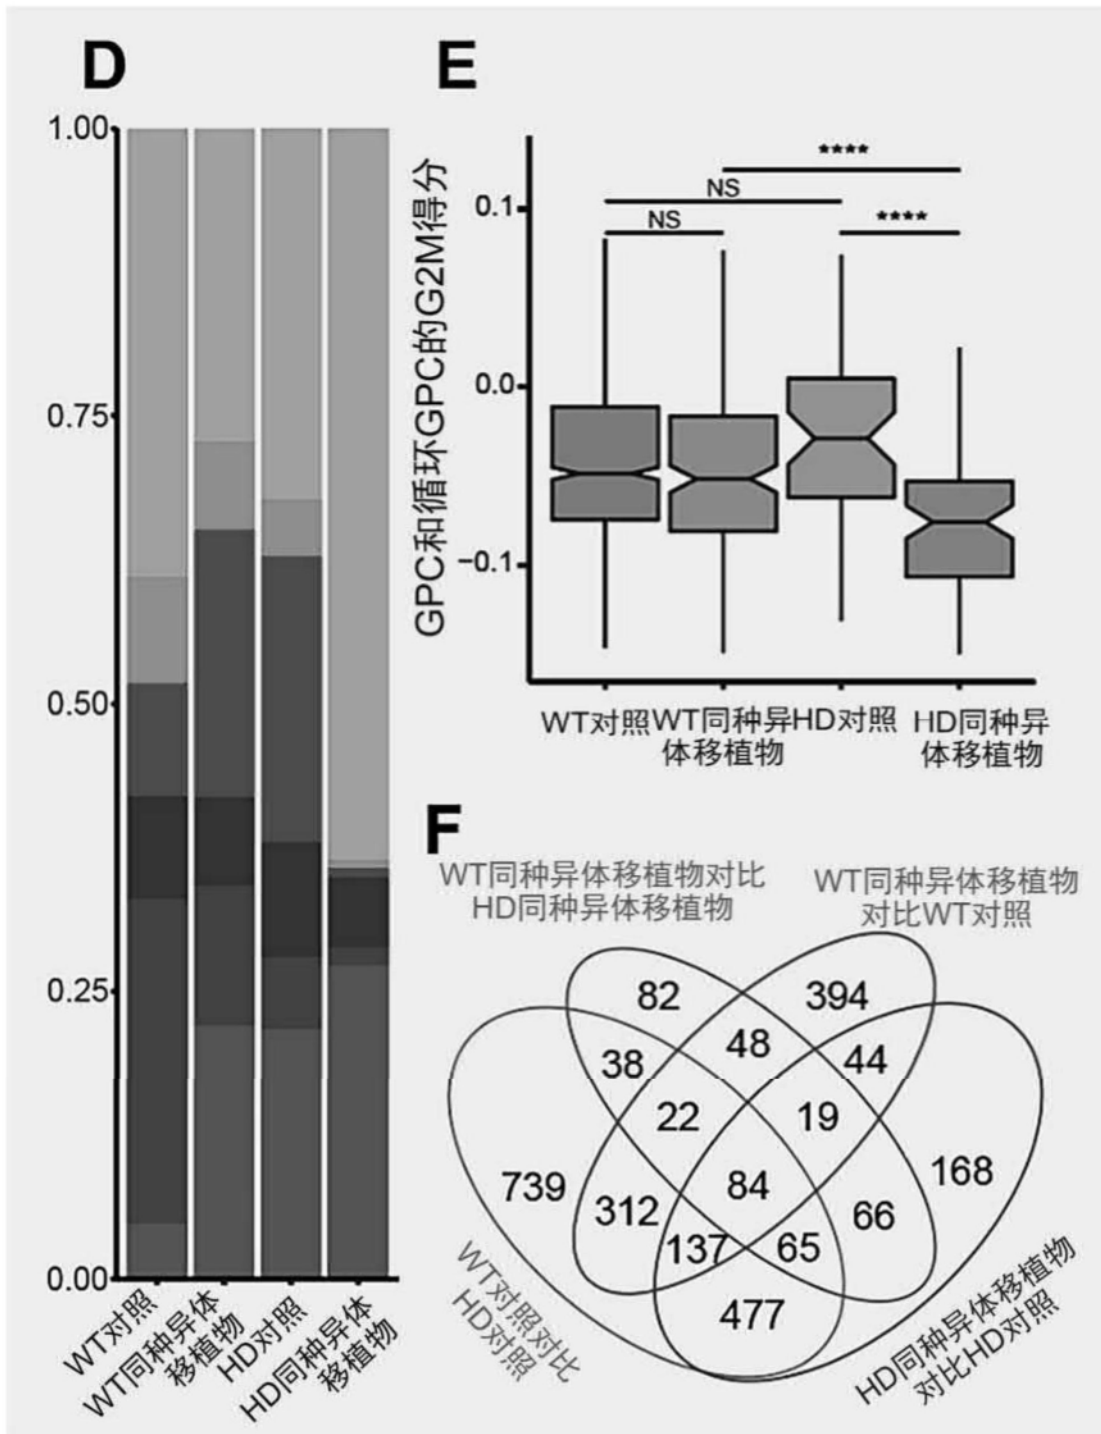 D
1.00
0.75
0.50
0.25
0.00
WT对照
WT同种异体
移植物
HD对照
HD同种异体
移植物
E
GPC和循环GPC的G2M得分
0.1
0.0
−0.1
****
NS
NS
****
WT对照
WT同种异
体移植物
HD对照
HD同种异
体移植物
F
WT同种异体移植物对比
HD同种异体移植物
WT同种异体移植物
对比WT对照
82
394
38
48
44
22
19
739
312
84
66
168
137
65
477
WT对照对比
HD对照
HD同种异体移植物
对比HD对照